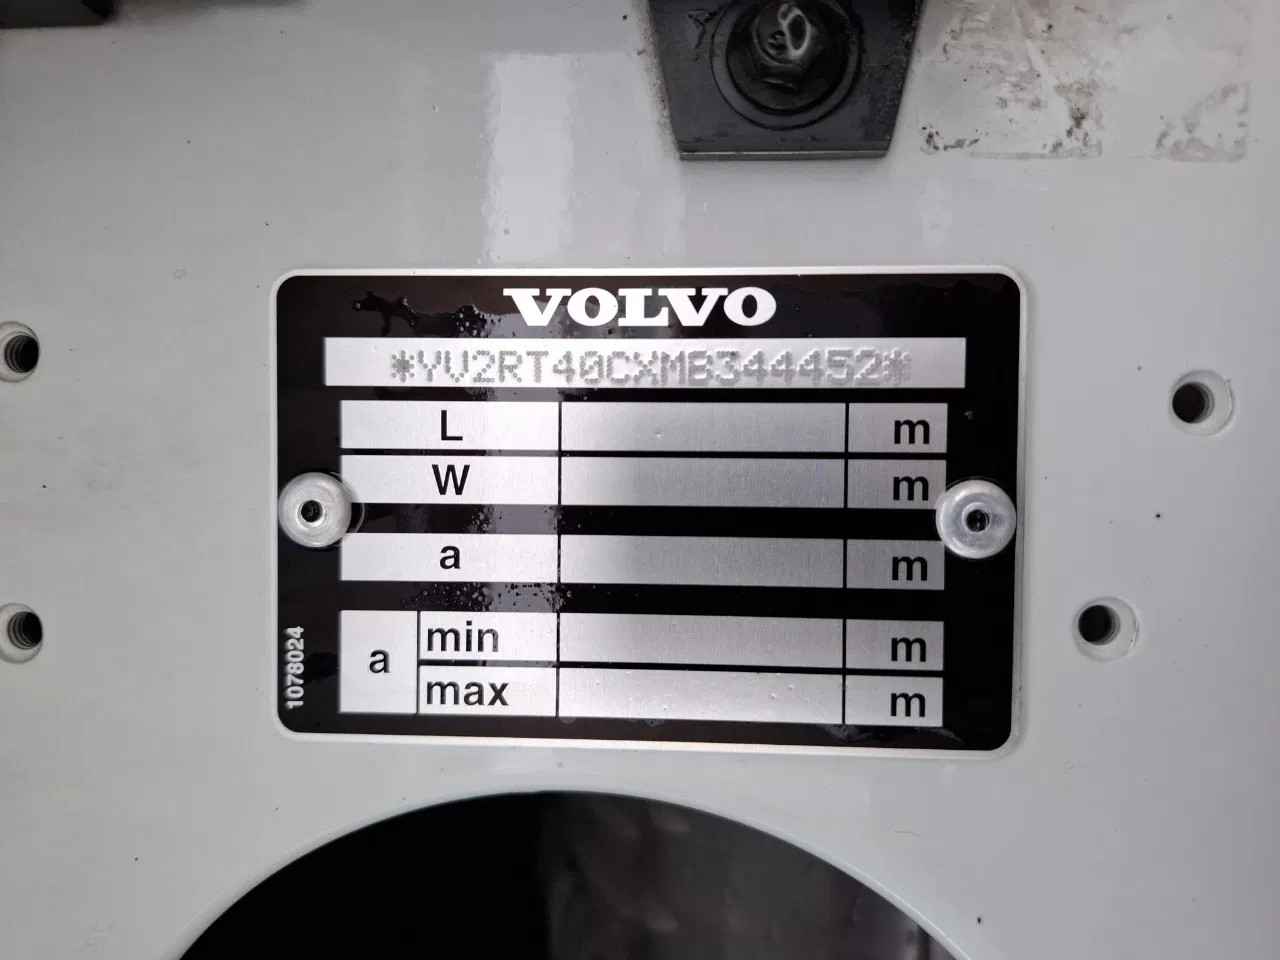 VOLVO
*YV2RT40CXMB344452*
L m
W m
a m
a min m
max m
1078024